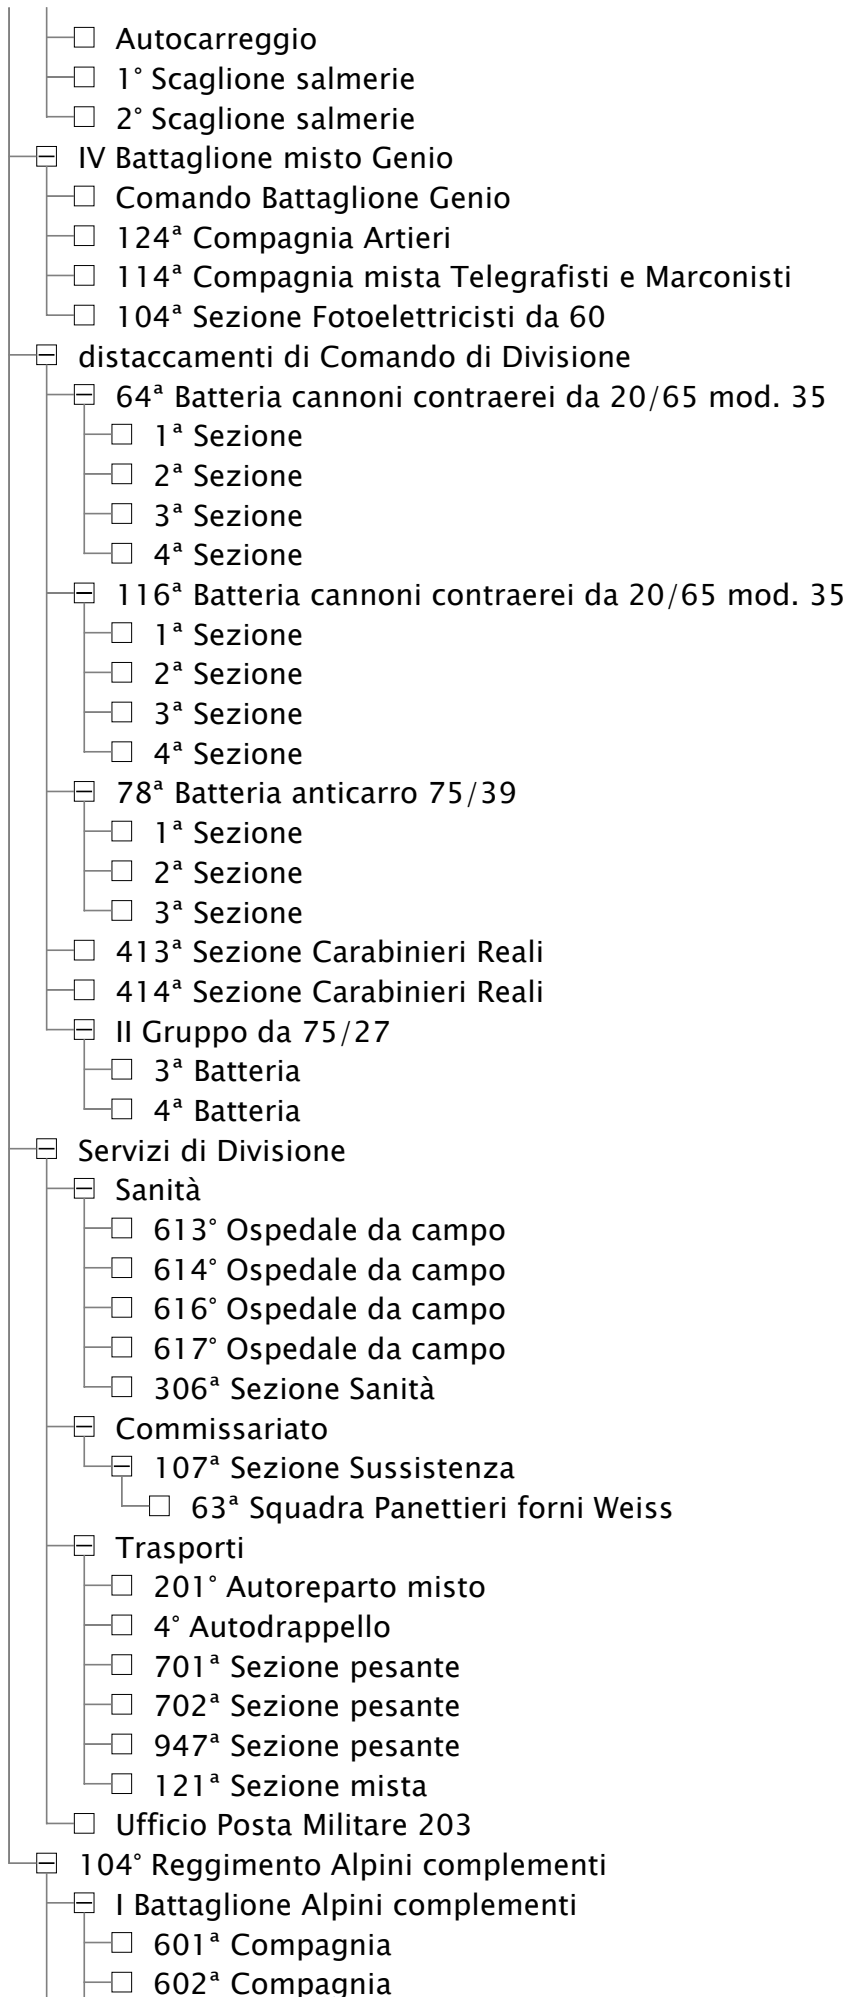 Autocarreggio
1° Scaglione salmerie
2° Scaglione salmerie
IV Battaglione misto Genio
Comando Battaglione Genio
124ª Compagnia Artieri
114ª Compagnia mista Telegrafisti e Marconisti
104ª Sezione Fotoelettricisti da 60
distaccamenti di Comando di Divisione
64ª Batteria cannoni contraerei da 20/65 mod. 35
1ª Sezione
2ª Sezione
3ª Sezione
4ª Sezione
116ª Batteria cannoni contraerei da 20/65 mod. 35
1ª Sezione
2ª Sezione
3ª Sezione
4ª Sezione
78ª Batteria anticarro 75/39
1ª Sezione
2ª Sezione
3ª Sezione
413ª Sezione Carabinieri Reali
414ª Sezione Carabinieri Reali
II Gruppo da 75/27
3ª Batteria
4ª Batteria
Servizi di Divisione
Sanità
613° Ospedale da campo
614° Ospedale da campo
616° Ospedale da campo
617° Ospedale da campo
306ª Sezione Sanità
Commissariato
107ª Sezione Sussistenza
63ª Squadra Panettieri forni Weiss
Trasporti
201° Autoreparto misto
4° Autodrappello
701ª Sezione pesante
702ª Sezione pesante
947ª Sezione pesante
121ª Sezione mista
Ufficio Posta Militare 203
104° Reggimento Alpini complementi
I Battaglione Alpini complementi
601ª Compagnia
602ª Compagnia